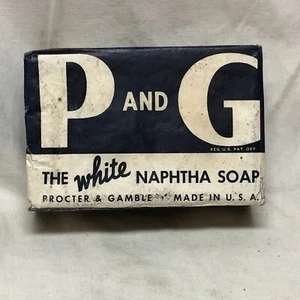 P AND G
REG. U.S. PAT. OFF.
THE white NAPHTHA SOAP
PROCTER & GAMBLE • MADE IN U.S.A.